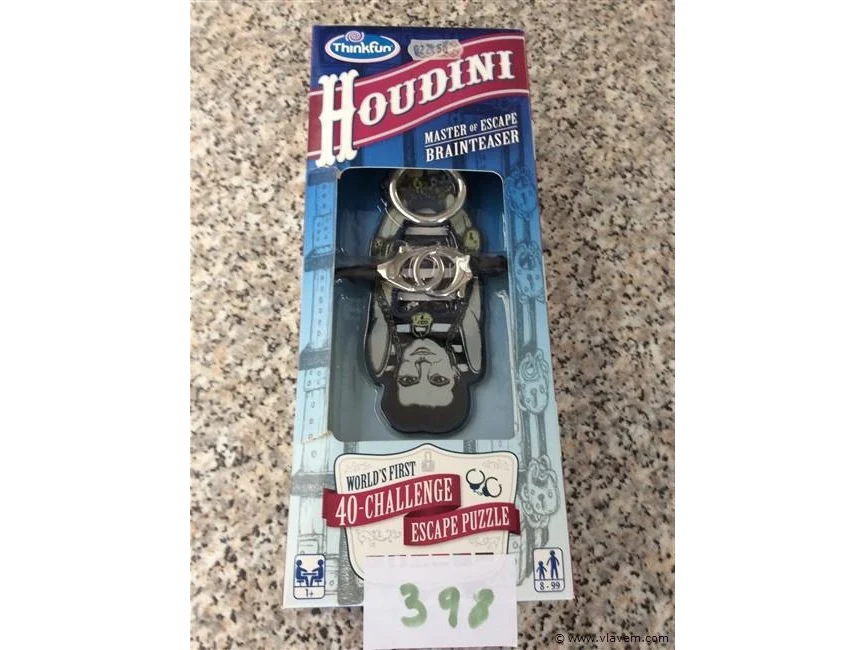 ThinkFun
HOUDINI
MASTER OF ESCAPE
BRAINTEASER
WORLD'S FIRST
40-CHALLENGE
ESCAPE PUZZLE
1+
8 - 99
398
© www.vlavem.com